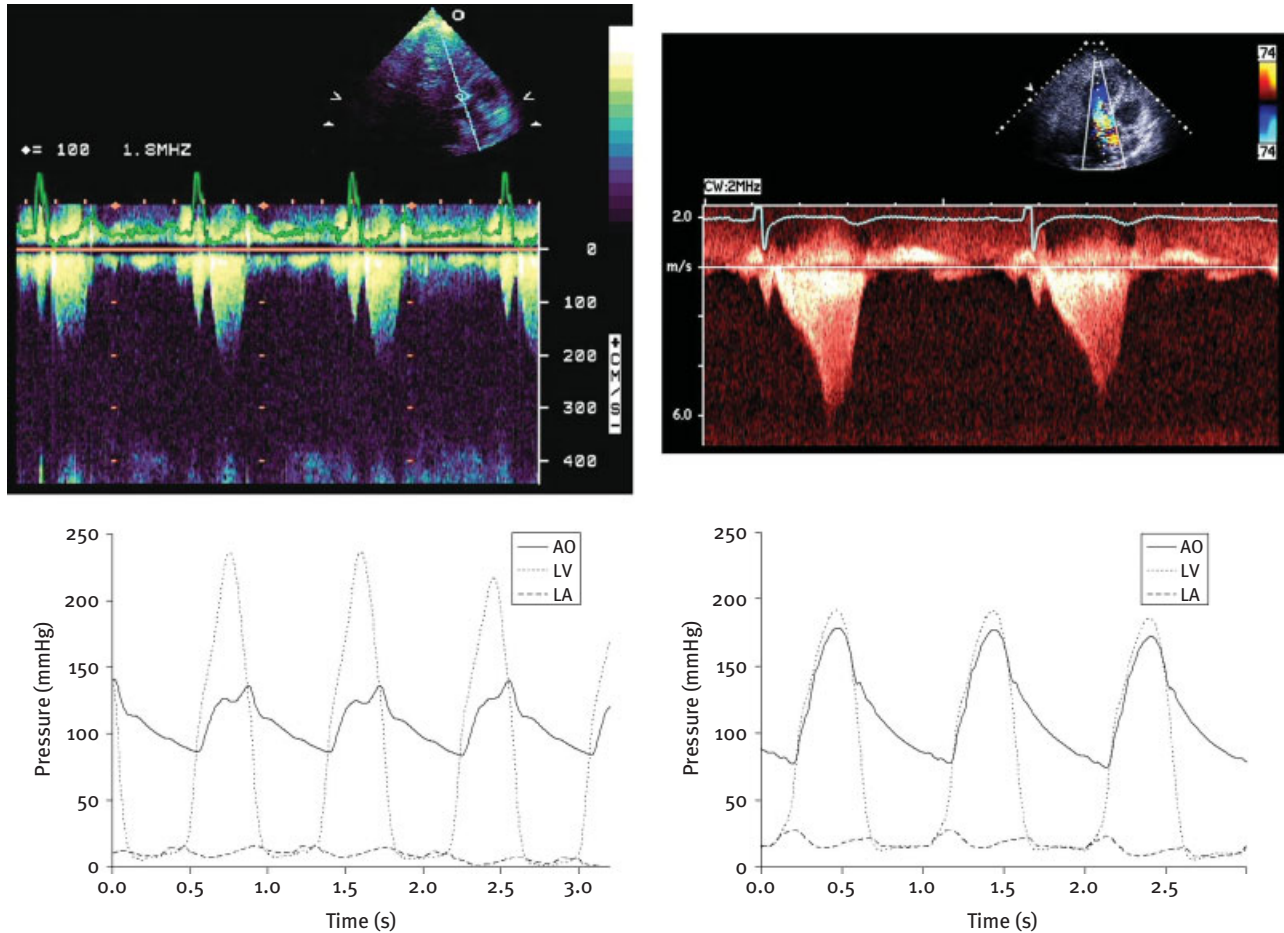 ◆= 100 1.8MHZ
0
100
200
300
400
+CM/S-
.74
.74
CW:2MHz
2.0
m/s
6.0
250
200
150
100
50
0
Pressure (mmHg)
AO
LV
LA
0.0 0.5 1.0 1.5 2.0 2.5 3.0
Time (s)
250
200
150
100
50
0
Pressure (mmHg)
AO
LV
LA
0.0 0.5 1.0 1.5 2.0 2.5
Time (s)